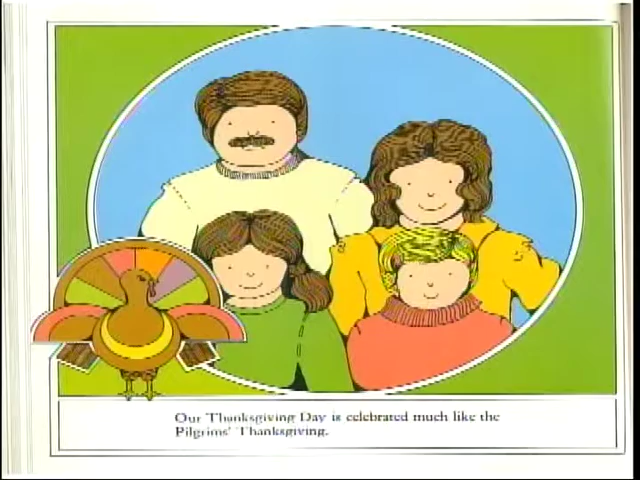 Our Thanksgiving Day is celebrated much like the
Pilgrims' Thanksgiving.